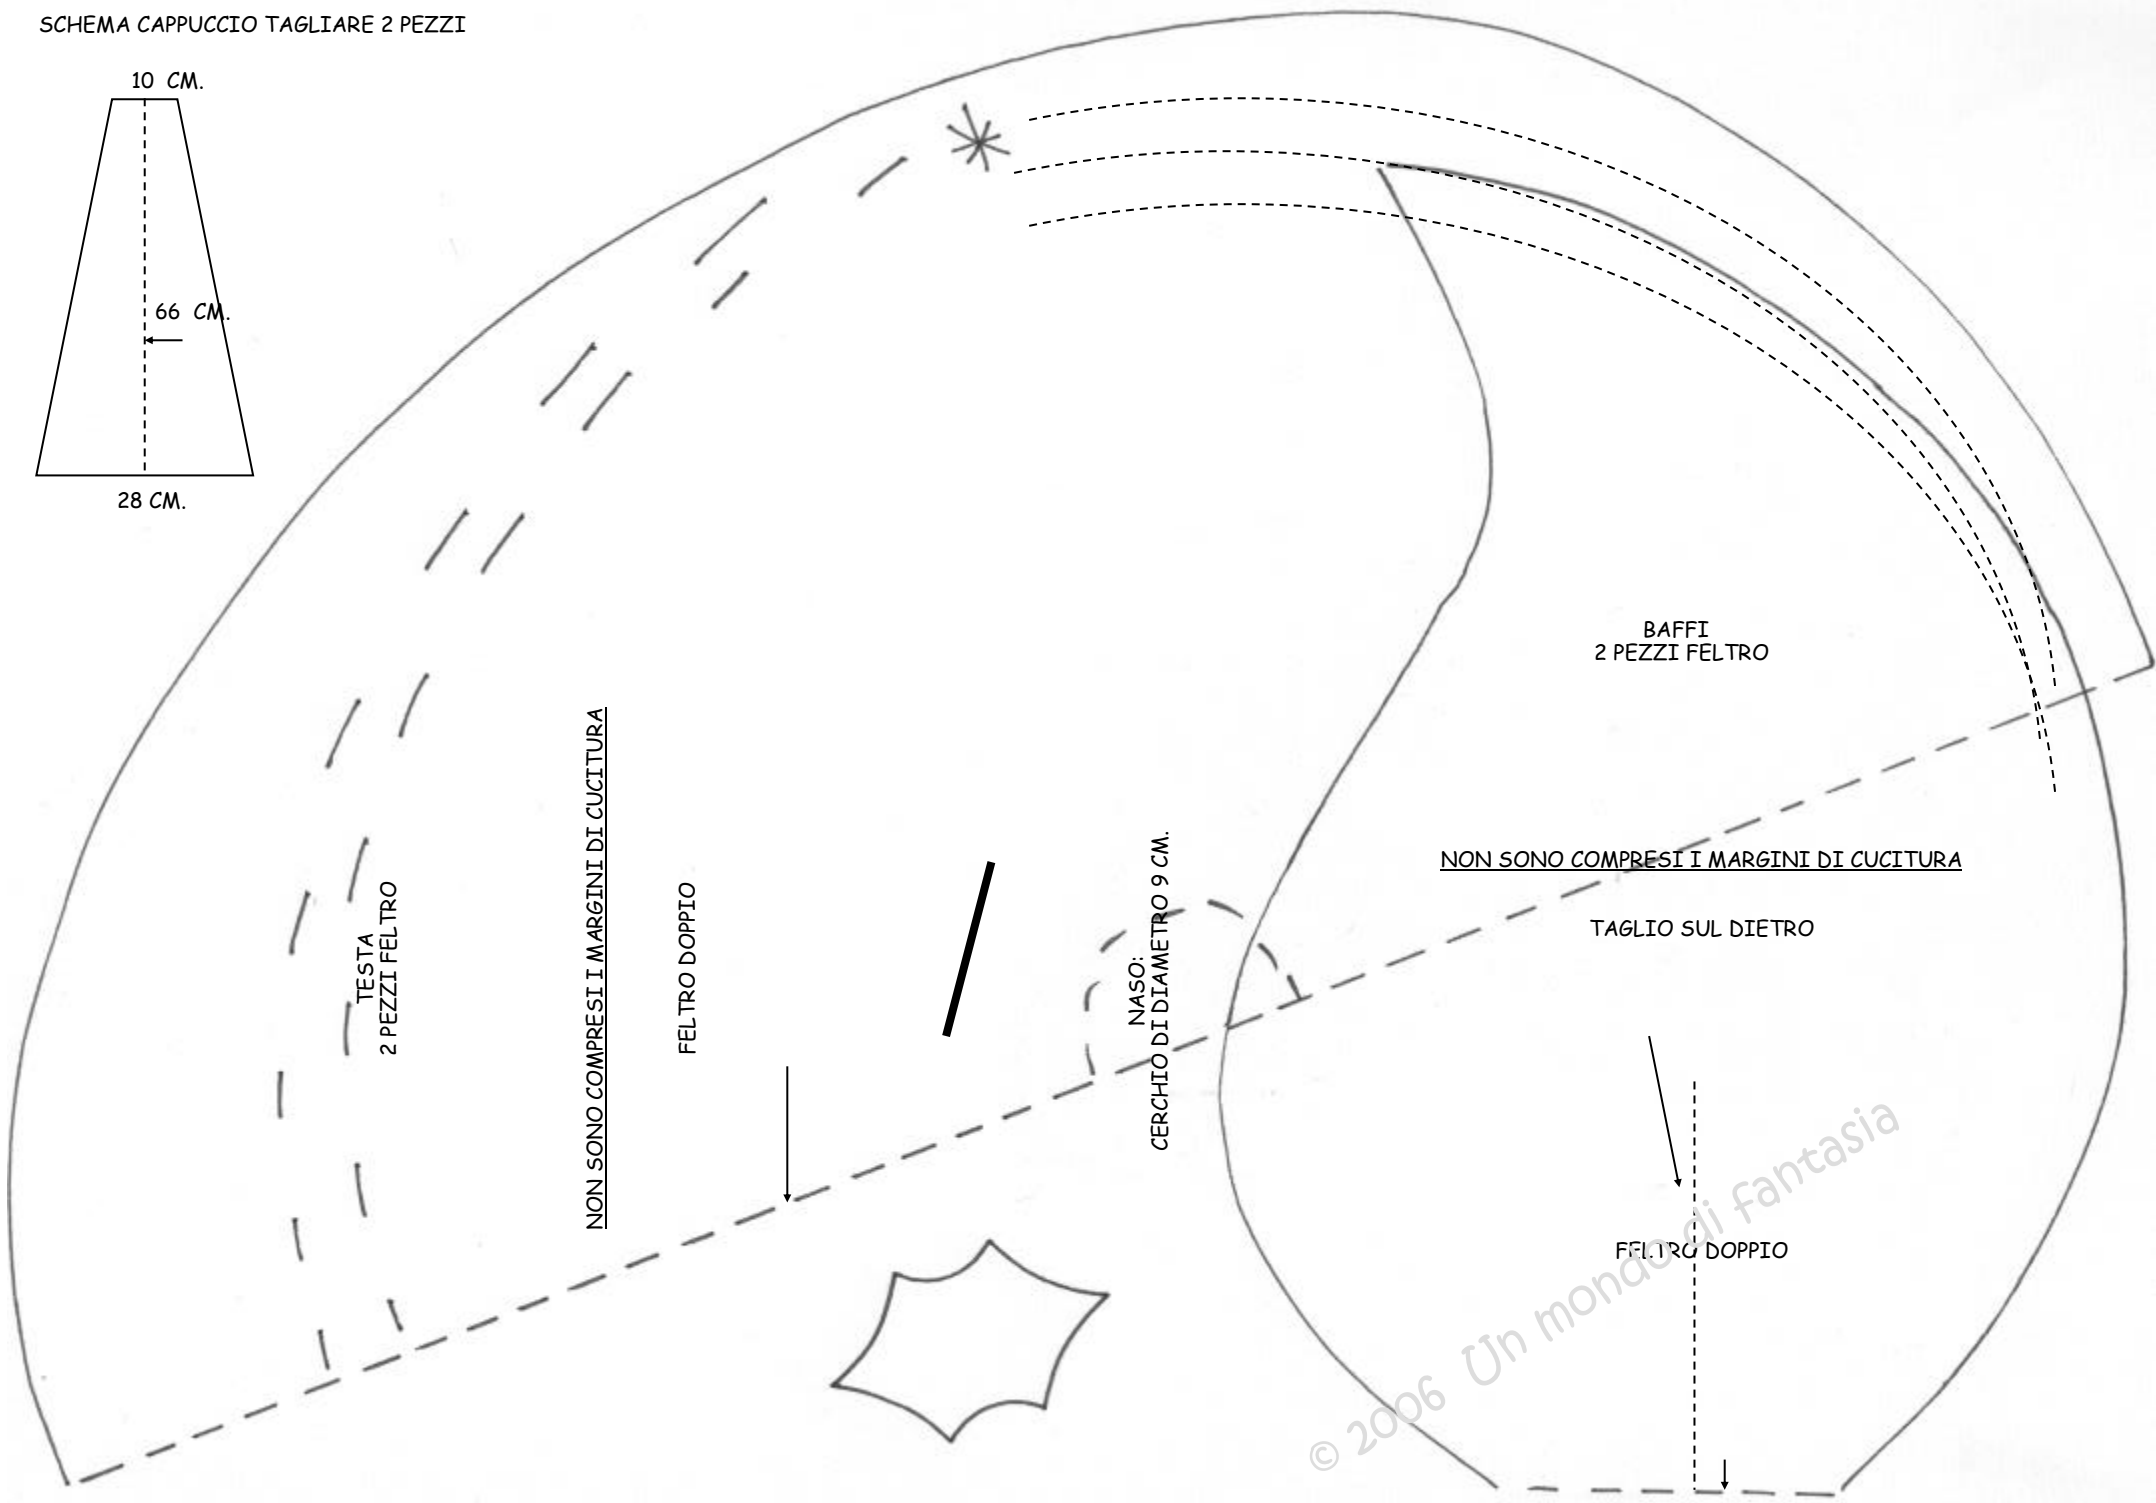 SCHEMA CAPPUCCIO TAGLIARE 2 PEZZI
10 CM.
66 CM.
28 CM.
BAFFI
2 PEZZI FELTRO
TESTA
2 PEZZI FELTRO
NON SONO COMPRESI I MARGINI DI CUCITURA
FELTRO DOPPIO
NASO:
CERCHIO DI DIAMETRO 9 CM.
NON SONO COMPRESI I MARGINI DI CUCITURA
TAGLIO SUL DIETRO
FELTRO DOPPIO
© 2006 Un mondo di fantasia